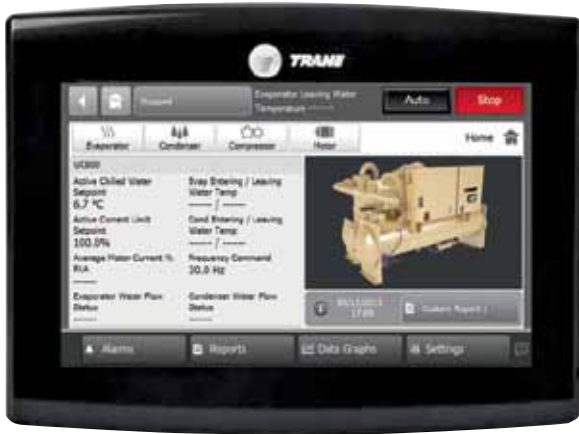 TRANE
Stopped
Evaporator Leaving Water
Temperature -----
Auto
Stop
Evaporator
Condenser
Compressor
Motor
Home
UC800
Active Chilled Water
Setpoint
6.7 °C
Evap Entering / Leaving
Water Temp
----- / -----
Active Current Limit
Setpoint
100.0%
Cond Entering / Leaving
Water Temp
----- / -----
Average Motor Current %
RLA
-----
Frequency Command
30.0 Hz
Evaporator Water Flow
Status
-----
Condenser Water Flow
Status
-----
Custom Report 1
Alarms
Reports
Data Graphs
Settings